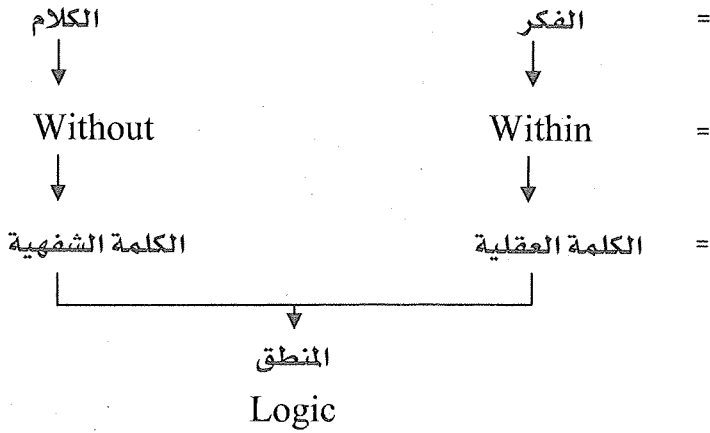 = الفكر الكلام
= Within Without
= الكلمة العقلية الكلمة الشفهية
المنطق
Logic